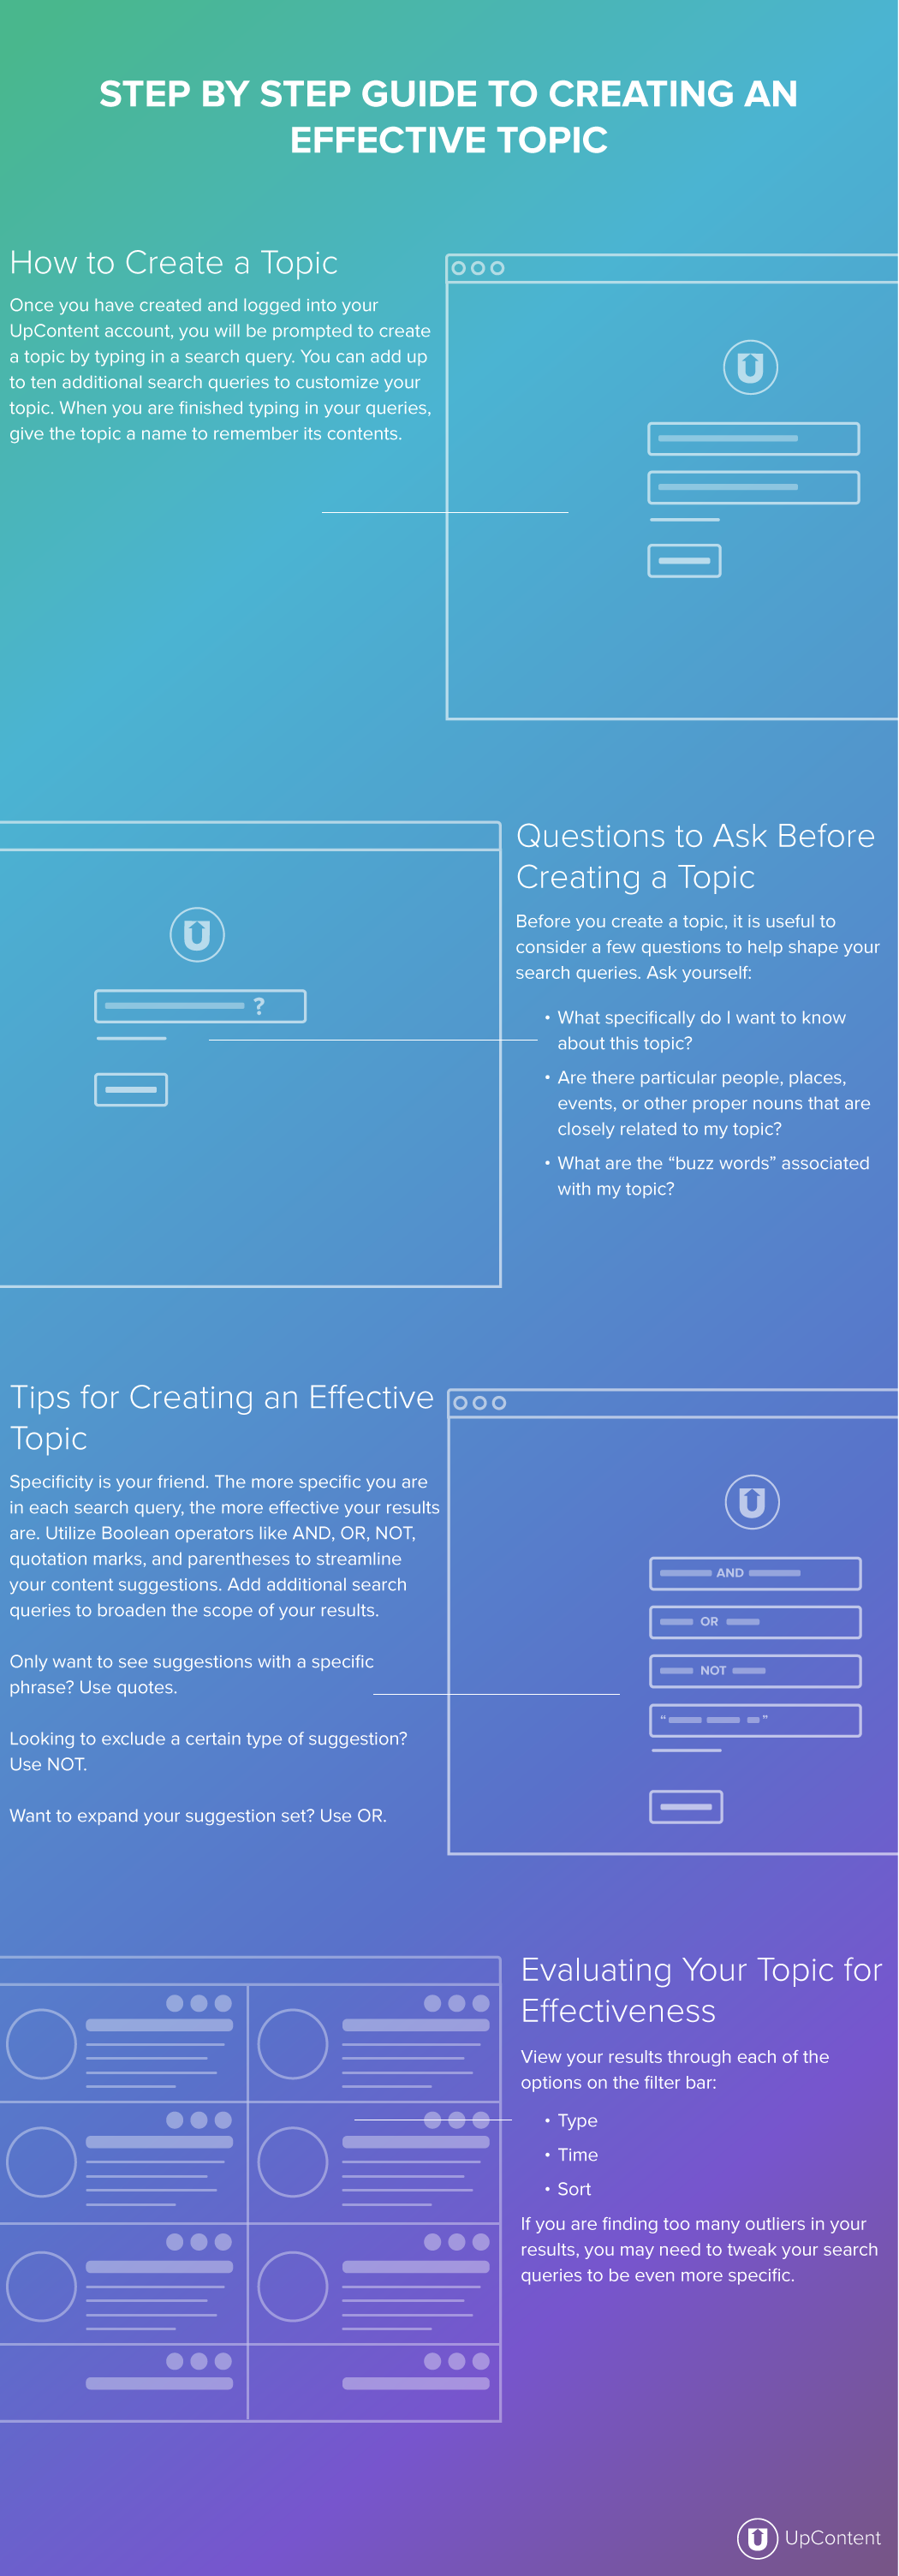 STEP BY STEP GUIDE TO CREATING AN
EFFECTIVE TOPIC
How to Create a Topic
Once you have created and logged into your
UpContent account, you will be prompted to create
a topic by typing in a search query. You can add up
to ten additional search queries to customize your
topic. When you are finished typing in your queries,
give the topic a name to remember its contents.
Questions to Ask Before
Creating a Topic
Before you create a topic, it is useful to
consider a few questions to help shape your
search queries. Ask yourself:
• What specifically do I want to know
about this topic?
• Are there particular people, places,
events, or other proper nouns that are
closely related to my topic?
• What are the “buzz words” associated
with my topic?
?
Tips for Creating an Effective
Topic
Specificity is your friend. The more specific you are
in each search query, the more effective your results
are. Utilize Boolean operators like AND, OR, NOT,
quotation marks, and parentheses to streamline
your content suggestions. Add additional search
queries to broaden the scope of your results.
Only want to see suggestions with a specific
phrase? Use quotes.
Looking to exclude a certain type of suggestion?
Use NOT.
Want to expand your suggestion set? Use OR.
AND
OR
NOT
“ ”
Evaluating Your Topic for
Effectiveness
View your results through each of the
options on the filter bar:
• Type
• Time
• Sort
If you are finding too many outliers in your
results, you may need to tweak your search
queries to be even more specific.
UpContent